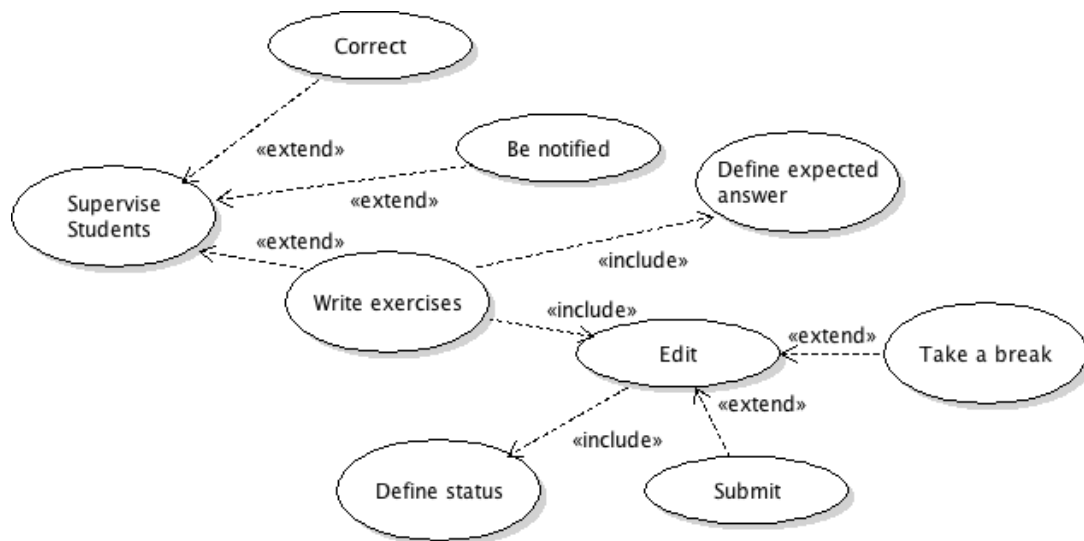 Correct
«extend»
Be notified
Define expected
answer
Supervise
Students
«extend»
«extend»
«include»
Write exercises
«include»
«extend»
Edit
Take a break
«extend»
«include»
Define status
Submit